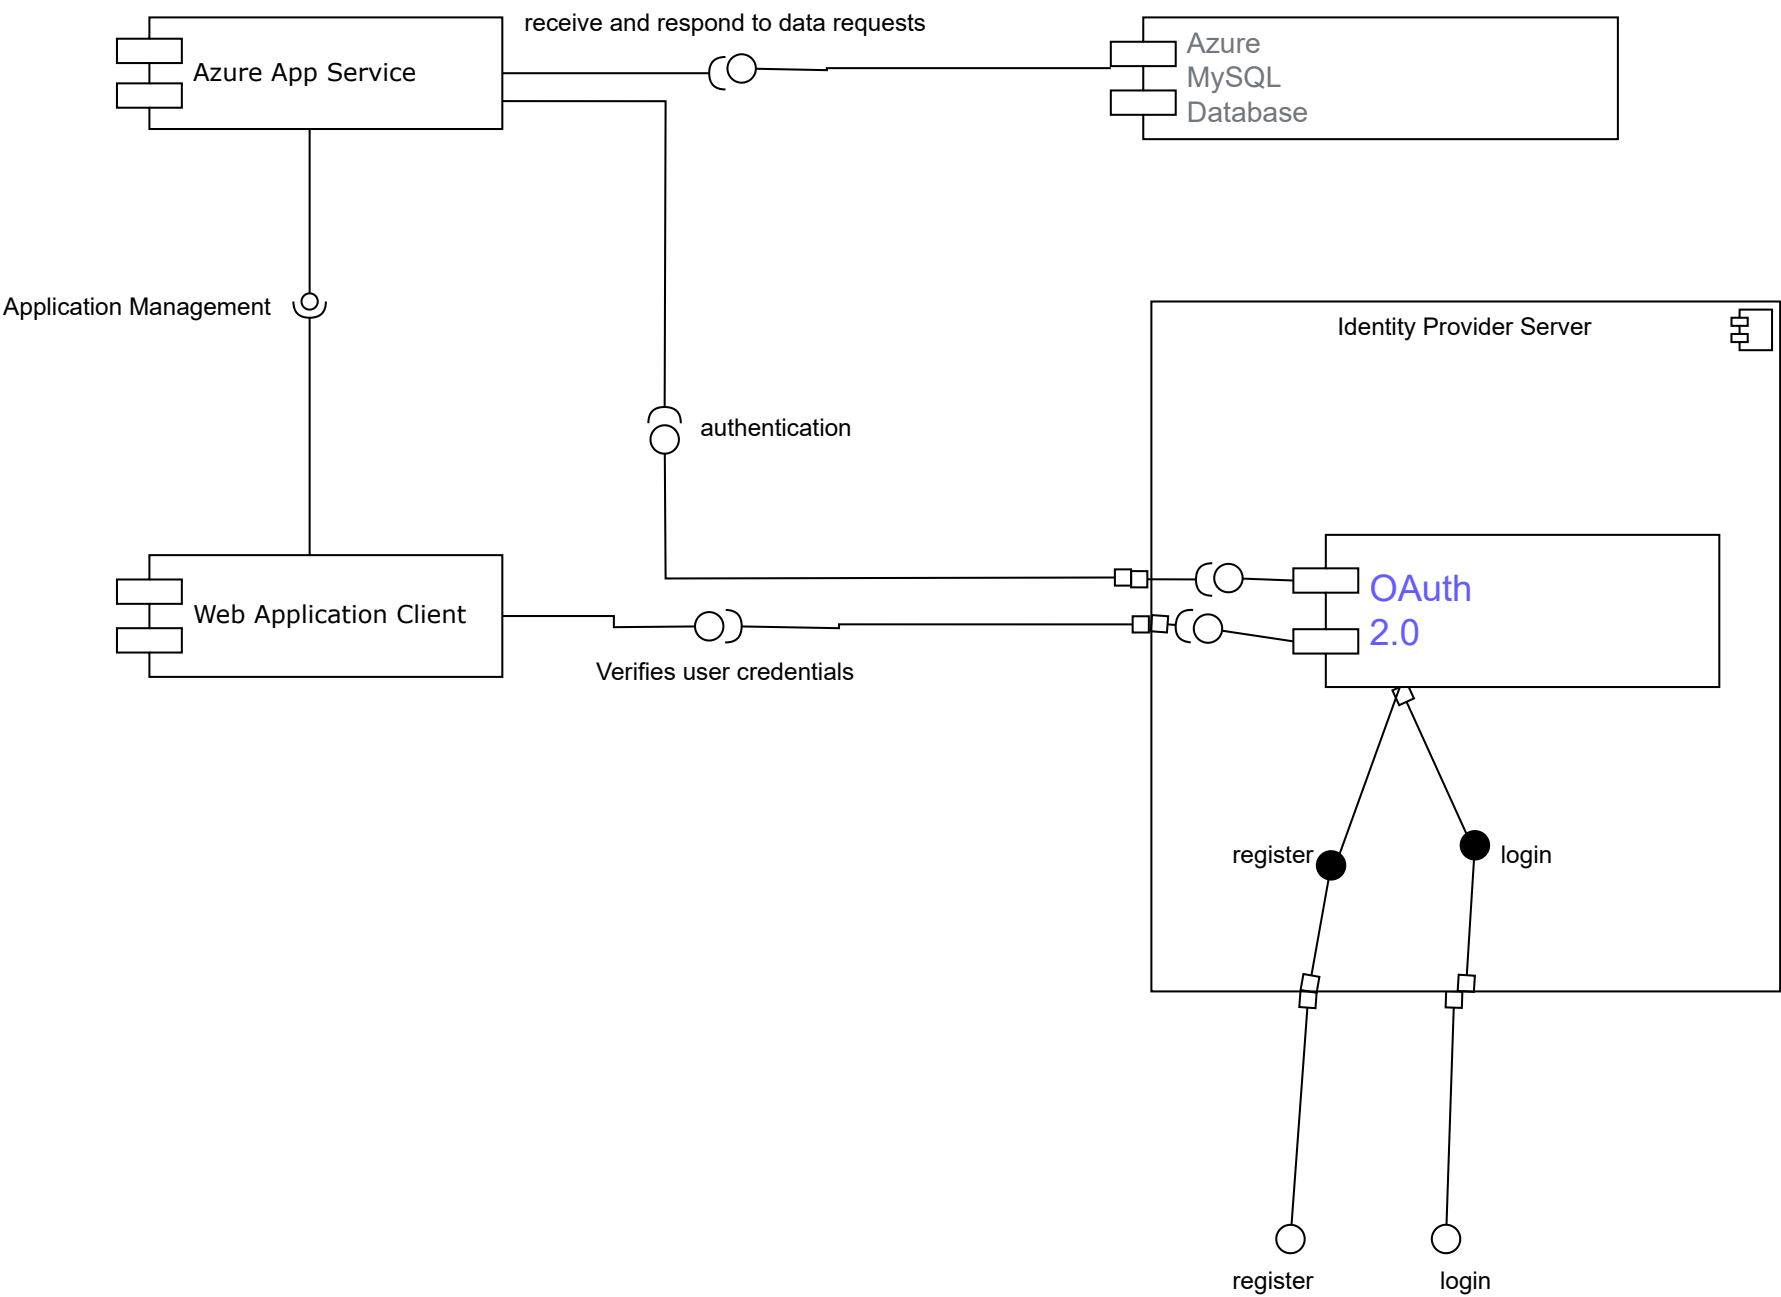 receive and respond to data requests
Azure App Service
Azure
MySQL
Database
Application Management
Identity Provider Server
authentication
OAuth
2.0
Web Application Client
Verifies user credentials
register
login
register
login